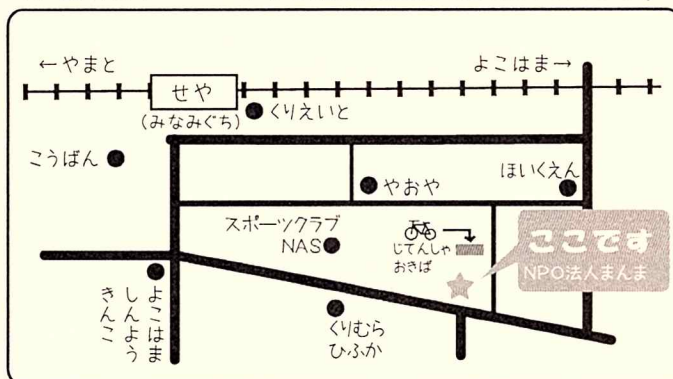 ←やまと
よこはま→
せや
(みなみぐち)
くりえいと
こうばん
やおや
ほいくえん
スポーツクラブ
NAS
じてんしゃ
おきば
ここです
NPO法人まんま
よこはま
しんよう
きんこ
くりむら
ひふか